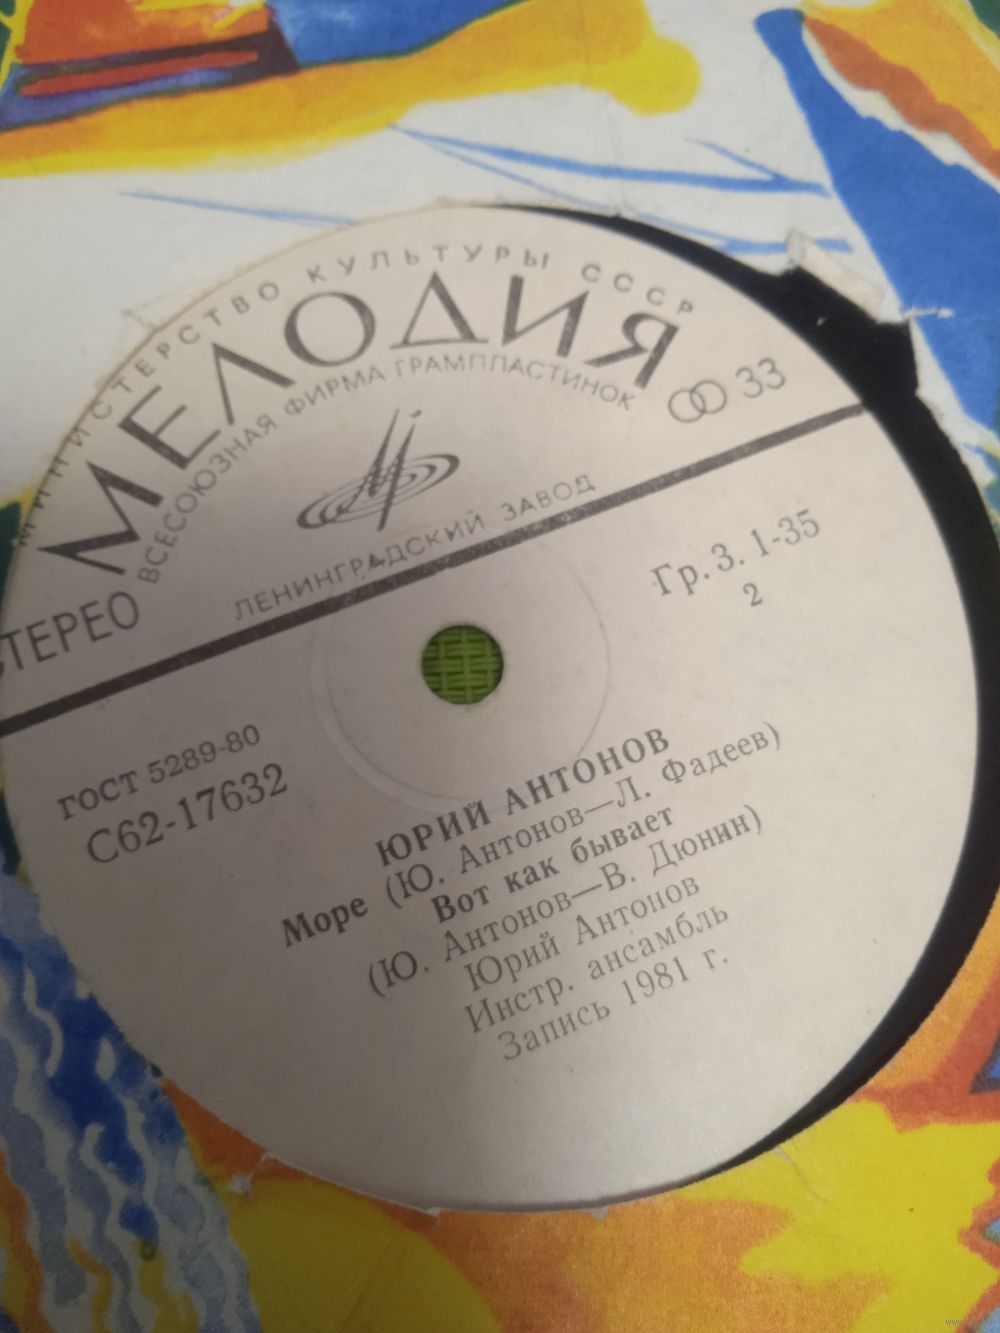 МИНИСТЕРСТВО КУЛЬТУРЫ СССР
МЕЛОДИЯ
ВСЕСОЮЗНАЯ ФИРМА ГРАМПЛАСТИНОК
33
ЛЕНИНГРАДСКИЙ ЗАВОД
СТЕРЕО
Гр. 3. 1-35
2
ГОСТ 5289-80
С62-17632
ЮРИЙ АНТОНОВ
Море (Ю. Антонов—Л. Фадеев)
Вот как бывает
(Ю. Антонов—В. Дюнин)
Юрий Антонов
Инстр. ансамбль
Запись 1981 г.